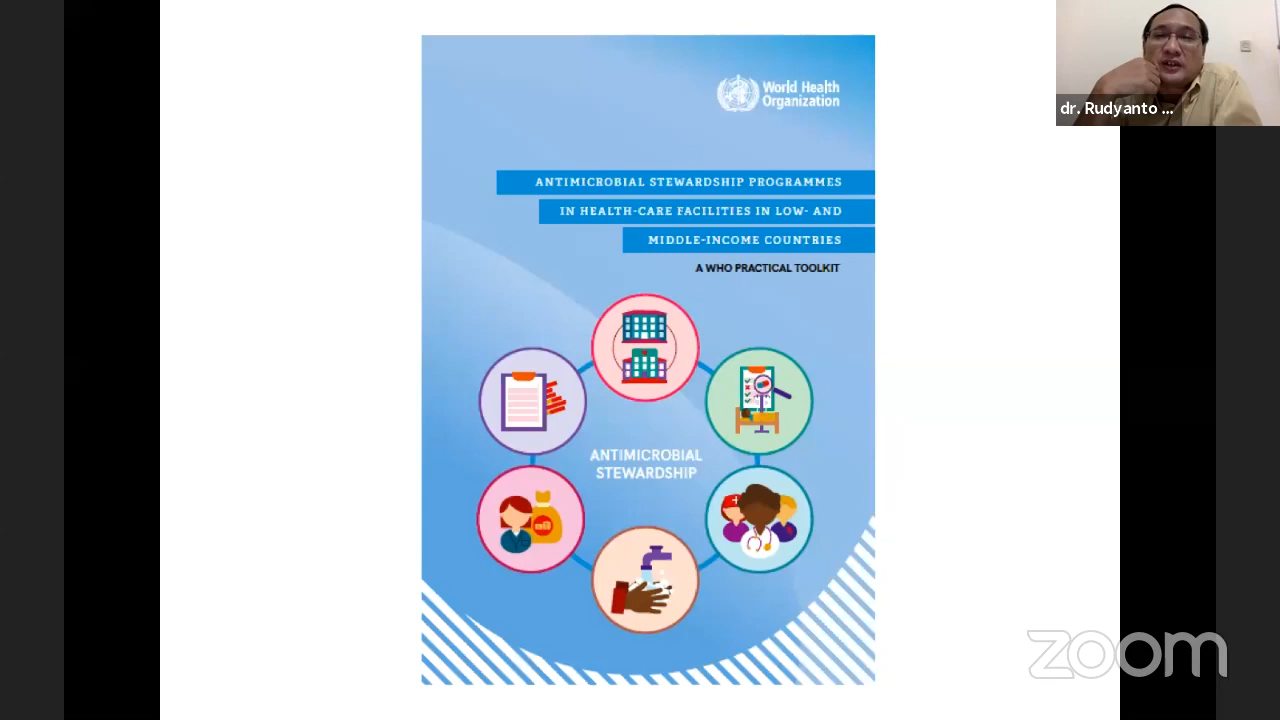 World Health
Organization
ANTIMICROBIAL STEWARDSHIP PROGRAMMES
IN HEALTH-CARE FACILITIES IN LOW- AND
MIDDLE-INCOME COUNTRIES
A WHO PRACTICAL TOOLKIT
ANTIMICROBIAL
STEWARDSHIP
dr. Rudyanto ...
zoom